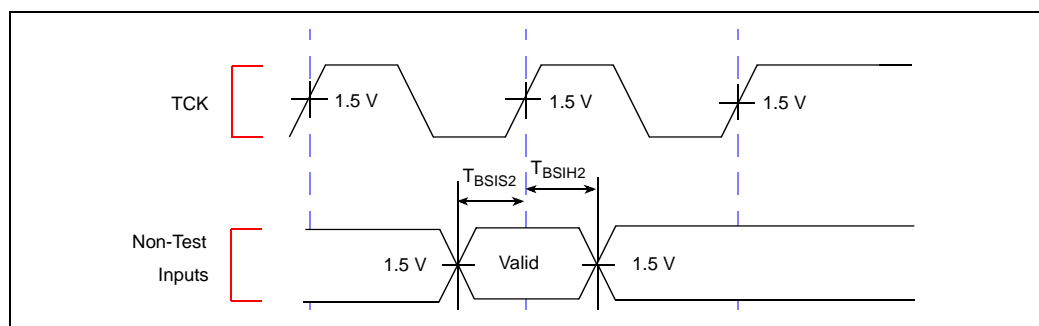 TCK
1.5 V
1.5 V
1.5 V
TBSIS2
TBSIH2
Non-Test
Inputs
1.5 V
Valid
1.5 V